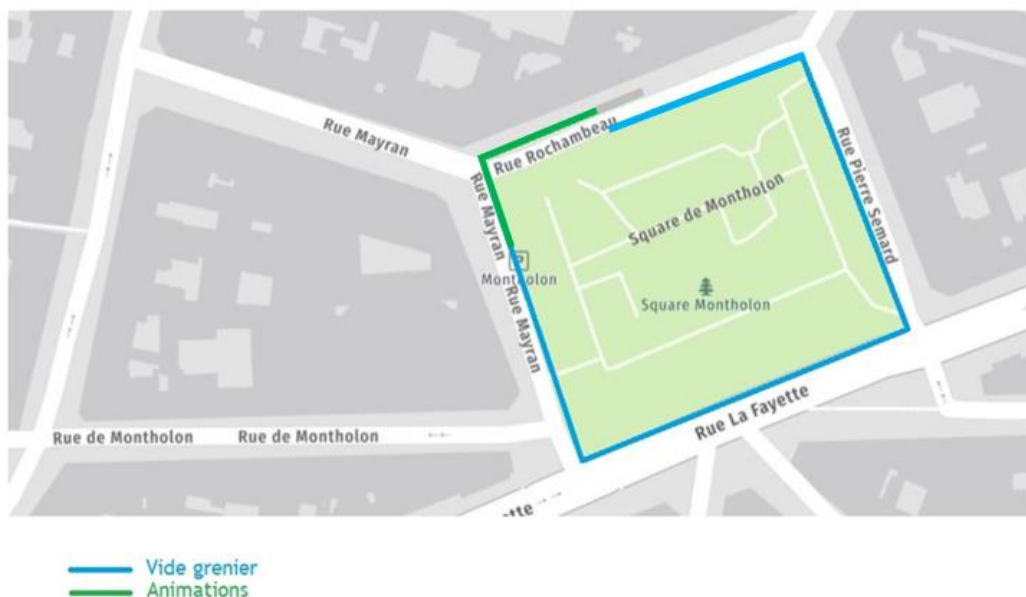 Rue Mayran
Rue Rochambeau
Rue Mayran
Rue Pierre Semard
Square de Montholon
P
Montholon
Rue Mayran
Square Montholon
Rue La Fayette
Rue de Montholon
Rue de Montholon
ette
Vide grenier
Animations